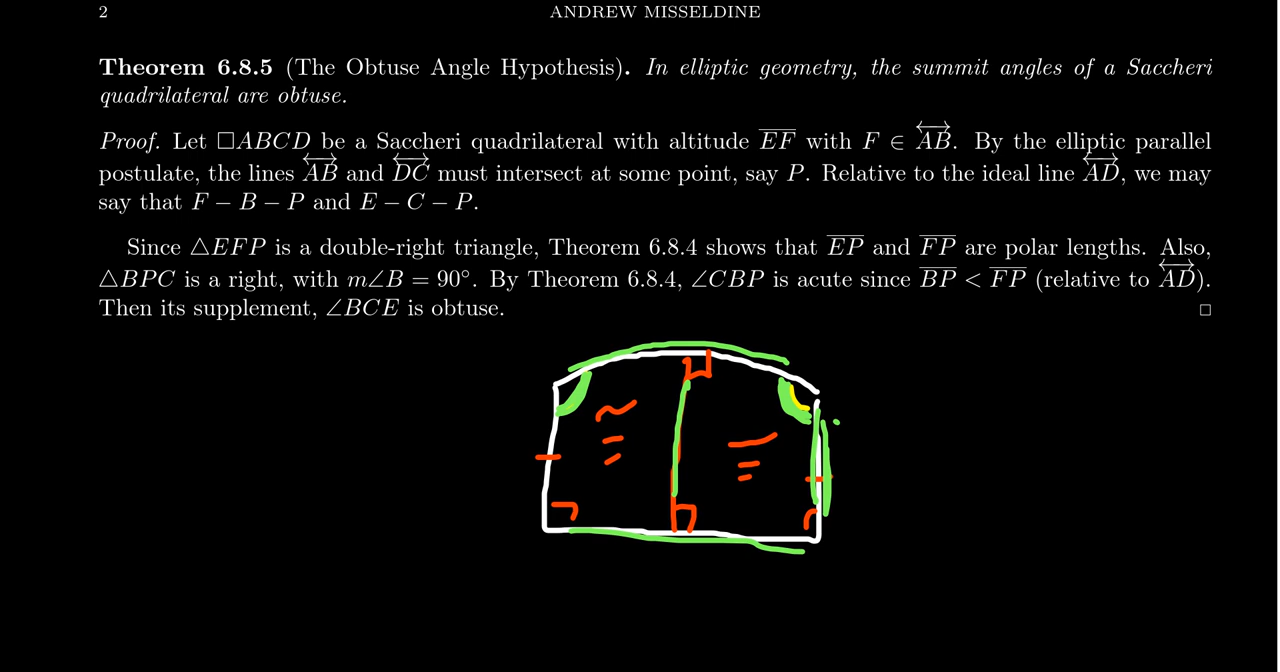 2
ANDREW MISSELDINE
Theorem 6.8.5 (The Obtuse Angle Hypothesis). In elliptic geometry, the summit angles of a Saccheri
quadrilateral are obtuse.
Proof. Let □ABCD be a Saccheri quadrilateral with altitude E̅F̅ with F ∈ \overleftrightarrow{AB}. By the elliptic parallel
postulate, the lines \overleftrightarrow{AB} and \overleftrightarrow{DC} must intersect at some point, say P. Relative to the ideal line \overleftrightarrow{AD}, we may
say that F − B − P and E − C − P.
Since △EFP is a double-right triangle, Theorem 6.8.4 shows that E̅P̅ and F̅P̅ are polar lengths. Also,
△BPC is a right, with m∠B = 90°. By Theorem 6.8.4, ∠CBP is acute since B̅P̅ < F̅P̅ (relative to \overleftrightarrow{AD}).
Then its supplement, ∠BCE is obtuse. □